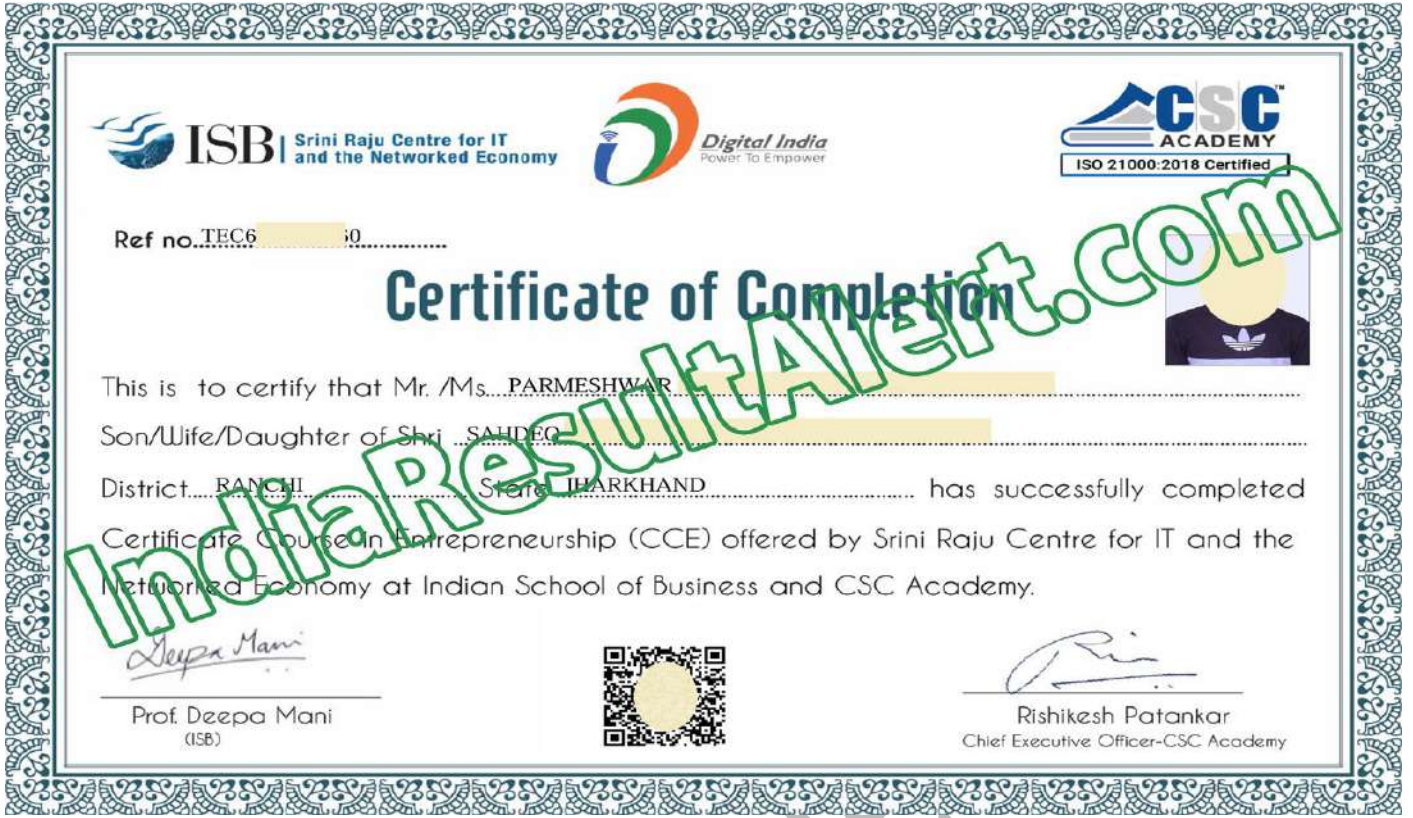 ISB Srini Raju Centre for IT
and the Networked Economy
Digital India
Power To Empower
CSC™
ACADEMY
ISO 21000:2018 Certified
Ref no. TEC6 50
Certificate of Completion
This is to certify that Mr. /Ms. PARMESHWAR
Son/Wife/Daughter of Shri SAHDEO
District RANCHI State JHARKHAND has successfully completed
Certificate Course in Entrepreneurship (CCE) offered by Srini Raju Centre for IT and the
Networked Economy at Indian School of Business and CSC Academy.
IndiaResultAlert.com
Deepa Mani
Prof. Deepa Mani
(ISB)
Rishikesh Patankar
Chief Executive Officer-CSC Academy